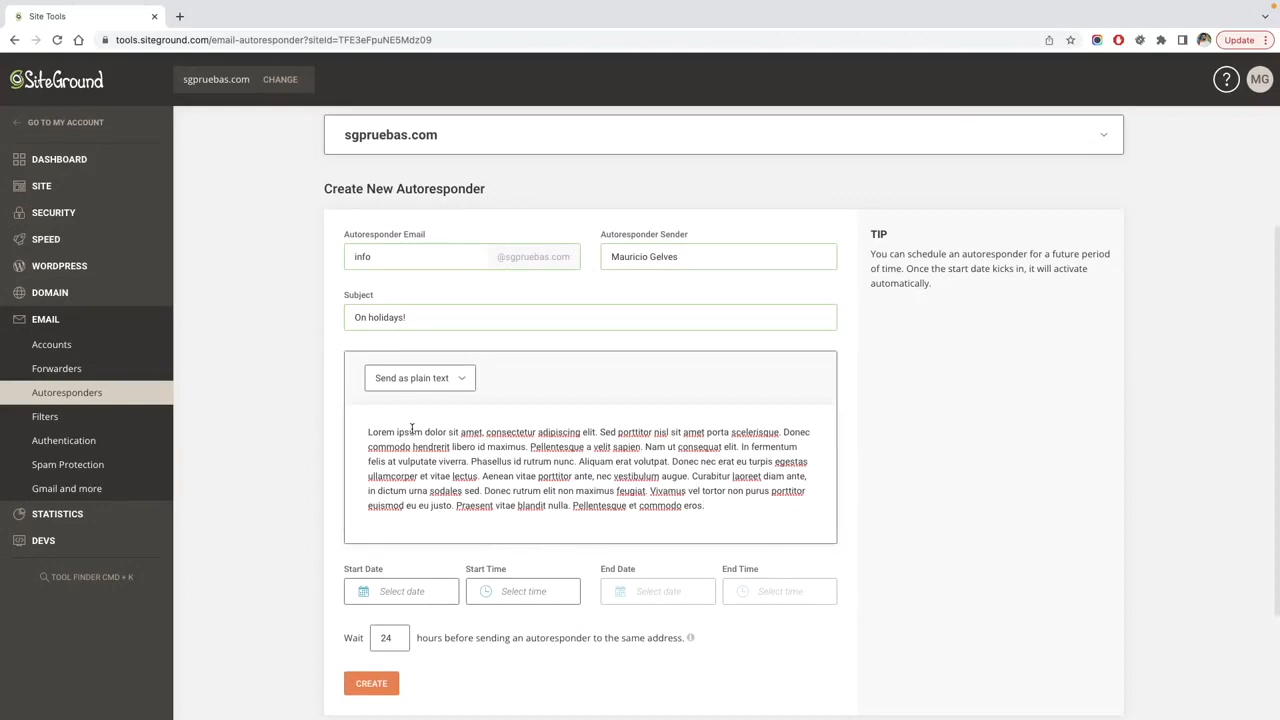 Site Tools
tools.siteground.com/email-autoresponder?siteId=TFE3eFpuNE5Mdz09
Update
SiteGround
sgpruebas.com CHANGE
? MG
GO TO MY ACCOUNT
DASHBOARD
SITE
SECURITY
SPEED
WORDPRESS
DOMAIN
EMAIL
Accounts
Forwarders
Autoresponders
Filters
Authentication
Spam Protection
Gmail and more
STATISTICS
DEVS
TOOL FINDER CMD + K
sgpruebas.com
Create New Autoresponder
Autoresponder Email Autoresponder Sender
info @sgpruebas.com Mauricio Gelves
Subject
On holidays!
Send as plain text
Lorem ipsm dolor sit amet, consectetur adipiscing elit. Sed porttitor nisl sit amet porta scelerisque. Donec
commodo hendrerit libero id maximus. Pellentesque a velit sapien. Nam ut consequat elit. In fermentum
felis at vulputate viverra. Phasellus id rutrum nunc. Aliquam erat volutpat. Donec nec erat eu turpis egestas
ullamcorper et vitae lectus. Aenean vitae porttitor ante, nec vestibulum augue. Curabitur laoreet diam ante,
in dictum urna sodales sed. Donec rutrum elit non maximus feugiat. Vivamus vel tortor non purus porttitor
euismod eu eu justo. Praesent vitae blandit nulla. Pellentesque et commodo eros.
Start Date Start Time End Date End Time
Select date Select time Select date Select time
Wait 24 hours before sending an autoresponder to the same address.
CREATE
TIP
You can schedule an autoresponder for a future period
of time. Once the start date kicks in, it will activate
automatically.